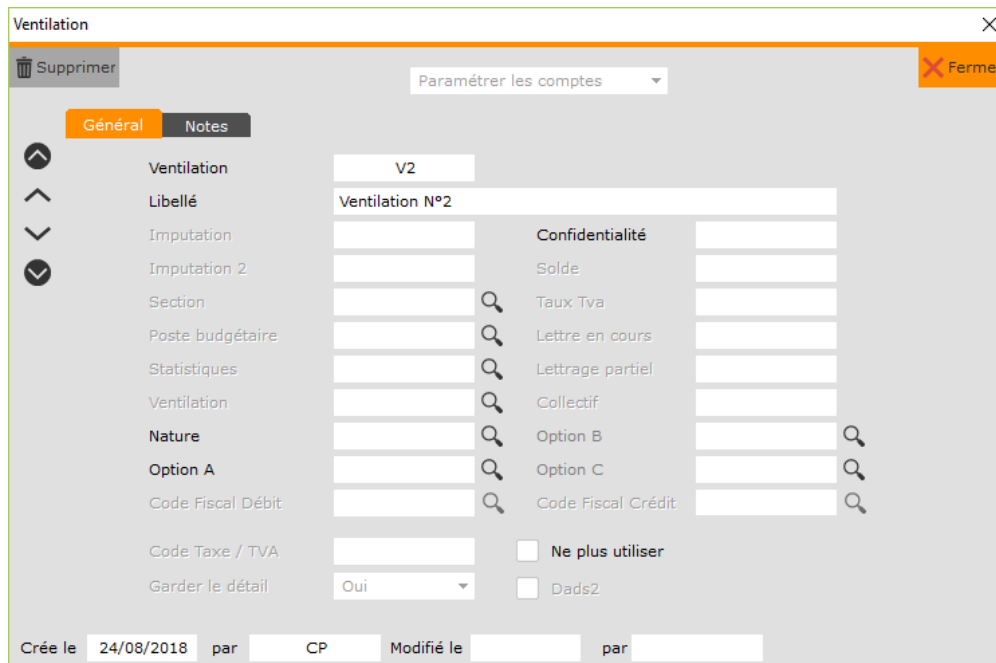 Ventilation
Supprimer
Paramétrer les comptes
Ferme
Général Notes
Ventilation V2
Libellé Ventilation N°2
Imputation Confidentialité
Imputation 2 Solde
Section Taux Tva
Poste budgétaire Lettre en cours
Statistiques Lettrage partiel
Ventilation Collectif
Nature Option B
Option A Option C
Code Fiscal Débit Code Fiscal Crédit
Code Taxe / TVA Ne plus utiliser
Garder le détail Oui Dads2
Crée le 24/08/2018 par CP Modifié le par